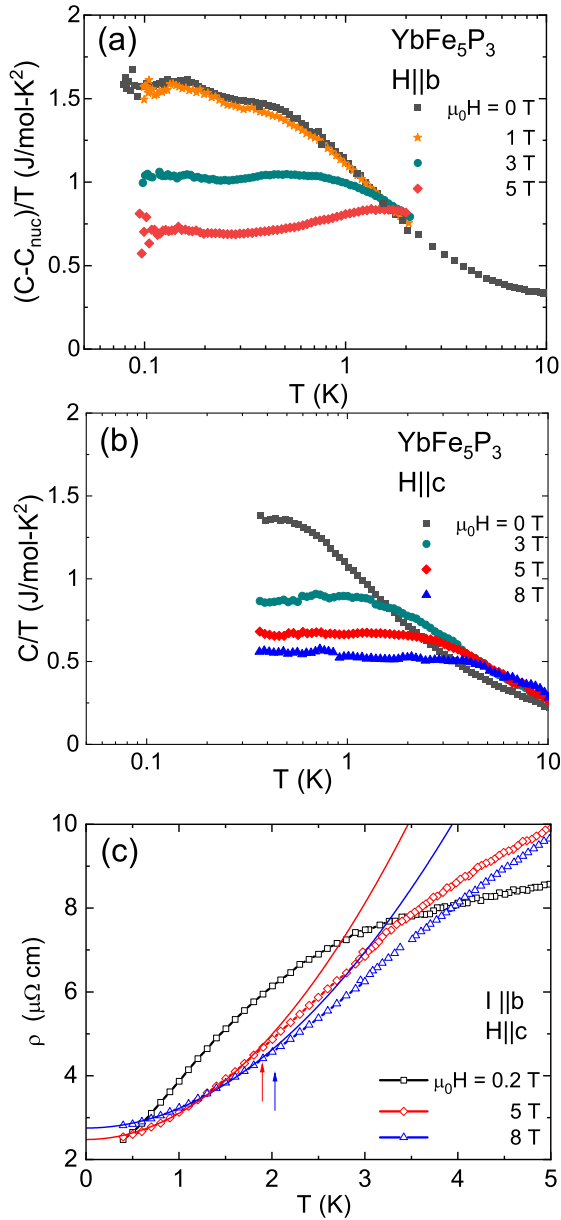 (a)
YbFe₅P₃
H||b
μ₀H = 0 T
1 T
3 T
5 T
(C-Cₙᵤ꜀)/T (J/mol-K²)
2
1.5
1
0.5
0
0.1
1
10
T (K)
(b)
YbFe₅P₃
H||c
μ₀H = 0 T
3 T
5 T
8 T
C/T (J/mol-K²)
2
1.5
1
0.5
0
0.1
1
10
T (K)
(c)
I ||b
H||c
μ₀H = 0.2 T
5 T
8 T
ρ (μΩ cm)
10
8
6
4
2
0
1
2
3
4
5
T (K)